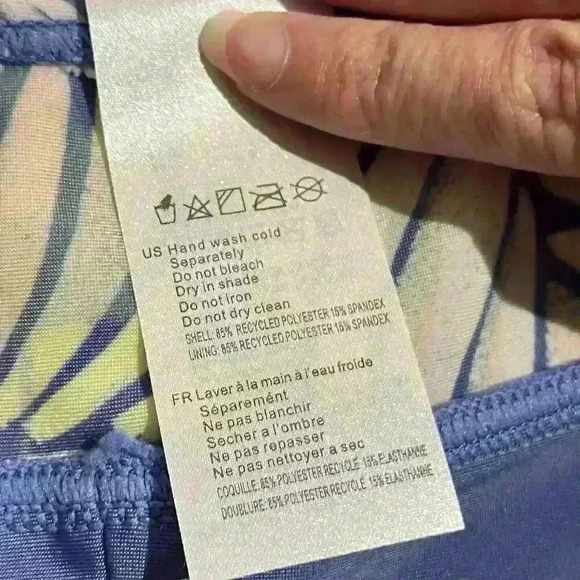 US Hand wash cold
Separately
Do not bleach
Dry in shade
Do not iron
Do not dry clean
SHELL: 85% RECYCLED POLYESTER 15% SPANDEX
LINING: 85% RECYCLED POLYESTER 15% SPANDEX
FR Laver à la main à l'eau froide
Séparemént
Ne pas blanchir
Secher a l'ombre
Ne pas repasser
Ne pas nettoyer a sec
COQUILLE: 85% POLYESTER RECYCLÉ 15% ELASTHANNE
DOUBLURE: 85% POLYESTER RECYCLÉ 15% ELASTHANNE